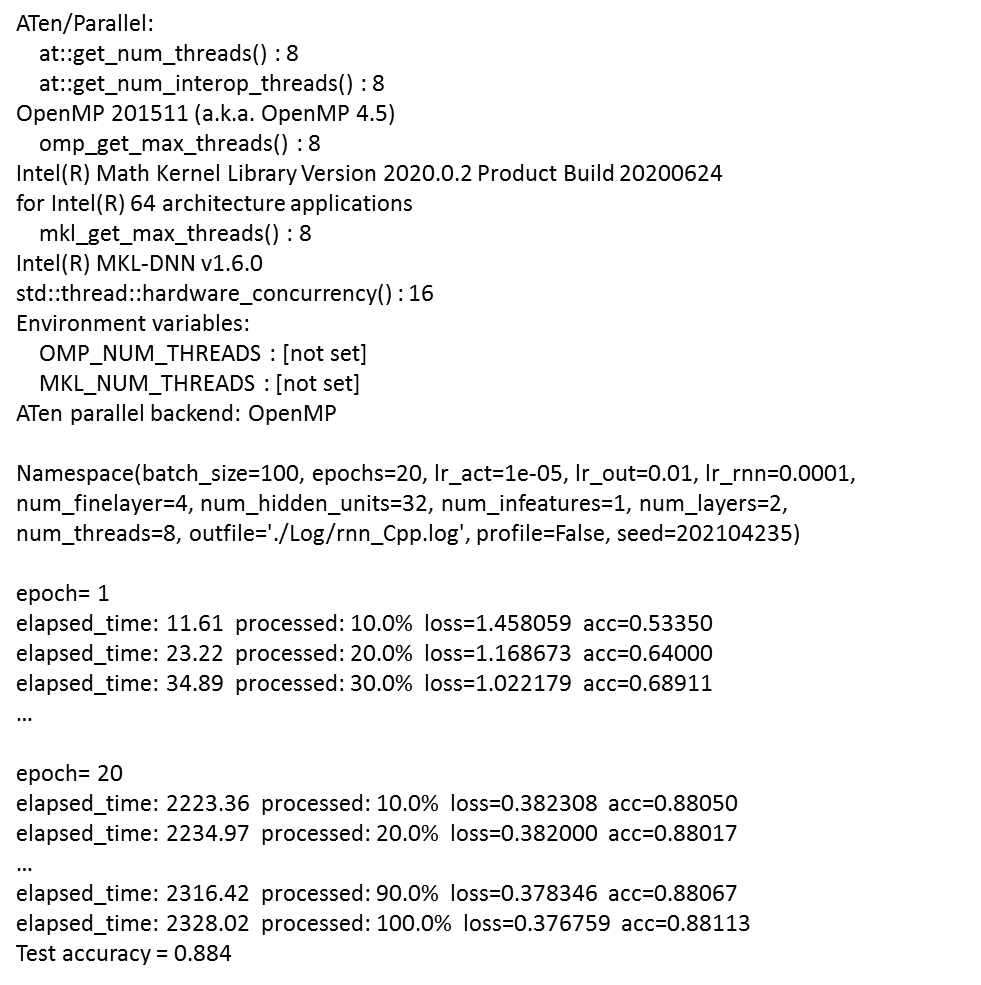 ATen/Parallel:
at::get_num_threads() : 8
at::get_num_interop_threads() : 8
OpenMP 201511 (a.k.a. OpenMP 4.5)
omp_get_max_threads() : 8
Intel(R) Math Kernel Library Version 2020.0.2 Product Build 20200624
for Intel(R) 64 architecture applications
mkl_get_max_threads() : 8
Intel(R) MKL-DNN v1.6.0
std::thread::hardware_concurrency() : 16
Environment variables:
OMP_NUM_THREADS : [not set]
MKL_NUM_THREADS : [not set]
ATen parallel backend: OpenMP
Namespace(batch_size=100, epochs=20, lr_act=1e-05, lr_out=0.01, lr_rnn=0.0001,
num_finelayer=4, num_hidden_units=32, num_infeatures=1, num_layers=2,
num_threads=8, outfile='./Log/rnn_Cpp.log', profile=False, seed=202104235)
epoch= 1
elapsed_time: 11.61 processed: 10.0% loss=1.458059 acc=0.53350
elapsed_time: 23.22 processed: 20.0% loss=1.168673 acc=0.64000
elapsed_time: 34.89 processed: 30.0% loss=1.022179 acc=0.68911
...
epoch= 20
elapsed_time: 2223.36 processed: 10.0% loss=0.382308 acc=0.88050
elapsed_time: 2234.97 processed: 20.0% loss=0.382000 acc=0.88017
...
elapsed_time: 2316.42 processed: 90.0% loss=0.378346 acc=0.88067
elapsed_time: 2328.02 processed: 100.0% loss=0.376759 acc=0.88113
Test accuracy = 0.884